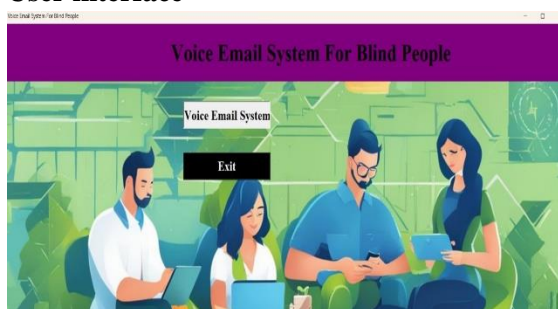 User Interface
Voice Email System For Blind People
Voice Email System For Blind People
Voice Email System
Exit